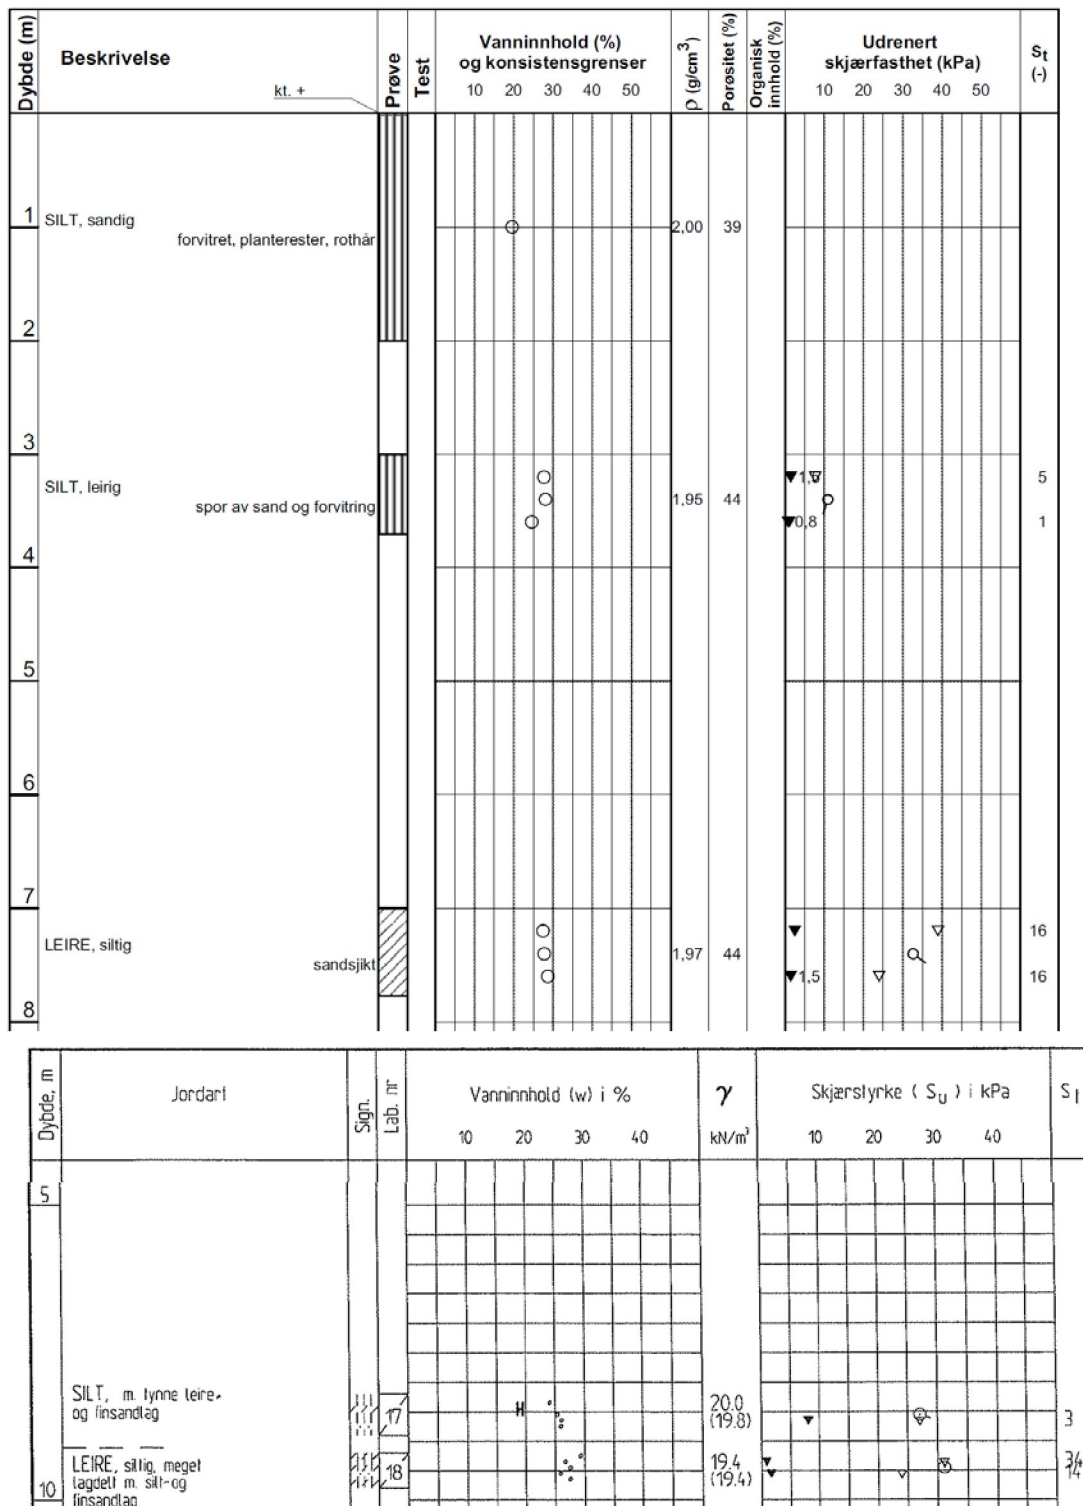 Dybde (m)
Beskrivelse
kt. +
Prøve
Test
Vanninnhold (%)
og konsistensgrenser
10 20 30 40 50
ρ (g/cm³)
Porøsitet (%)
Organisk
innhold (%)
Udrenert
skjærfasthet (kPa)
10 20 30 40 50
St
(-)
1 SILT, sandig
forvitret, planterester, rothår
2,00 39
2
3
SILT, leirig
spor av sand og forvitring
1,95 44
5
0,8
1
4
5
6
7
LEIRE, siltig
sandsjikt
1,97 44
16
1,5 16
8
Dybde, m
Jordart
Sign.
Lab. nr
Vanninnhold (w) i %
10 20 30 40
γ
kN/m³
Skjærstyrke ( Su ) i kPa
10 20 30 40
St
5
SILT, m. tynne leire-
og finsandlag
17
20.0
(19.8)
3
LEIRE, siltig, meget
lagdelt m. silt-og
finsandlag
18
19.4
(19.4)
34
14
10